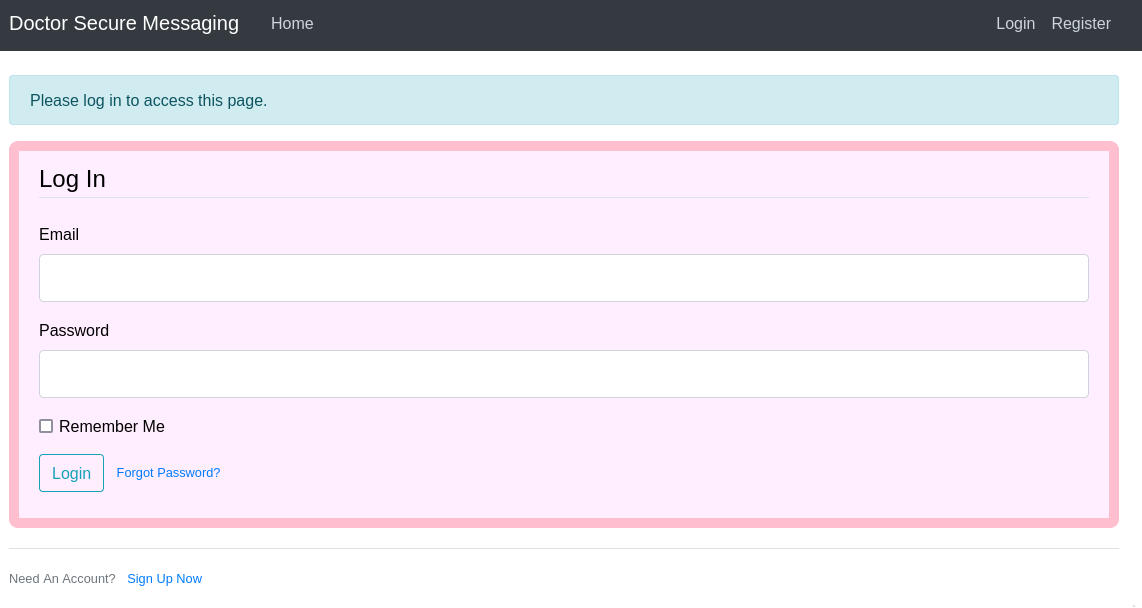 Doctor Secure Messaging Home Login Register
Please log in to access this page.
Log In
Email
Password
Remember Me
Login Forgot Password?
Need An Account? Sign Up Now